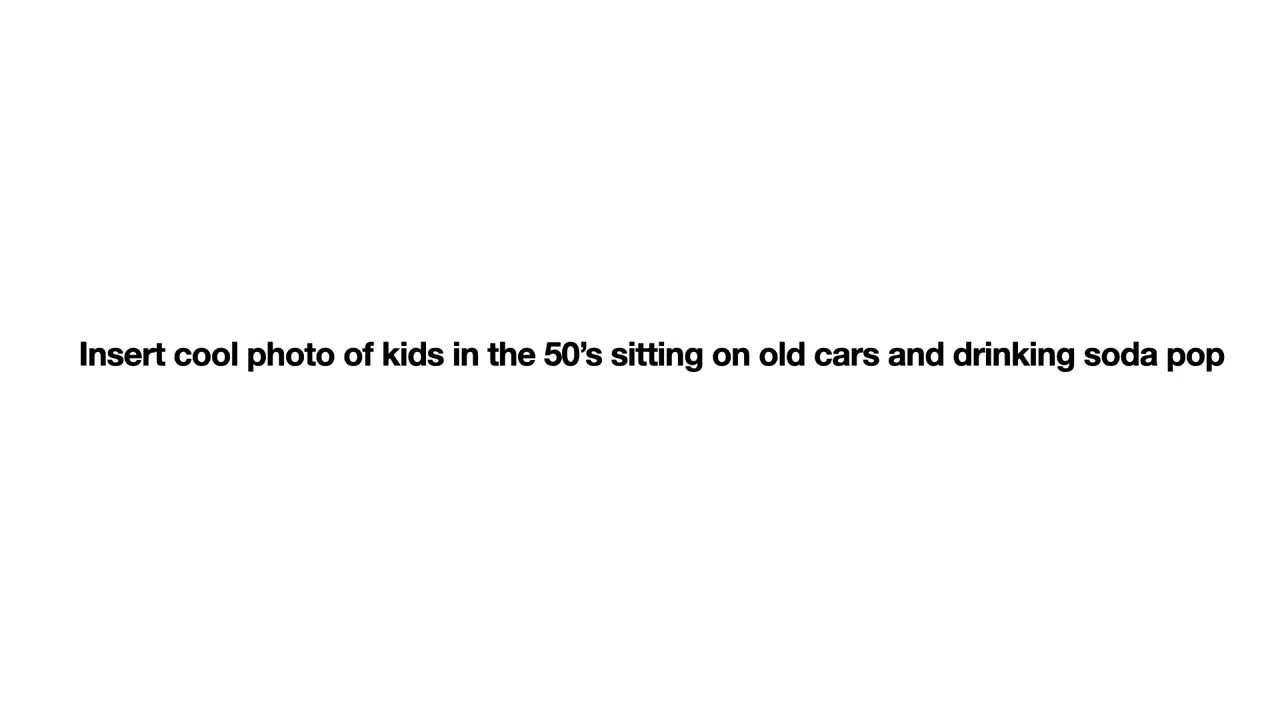 Insert cool photo of kids in the 50’s sitting on old cars and drinking soda pop